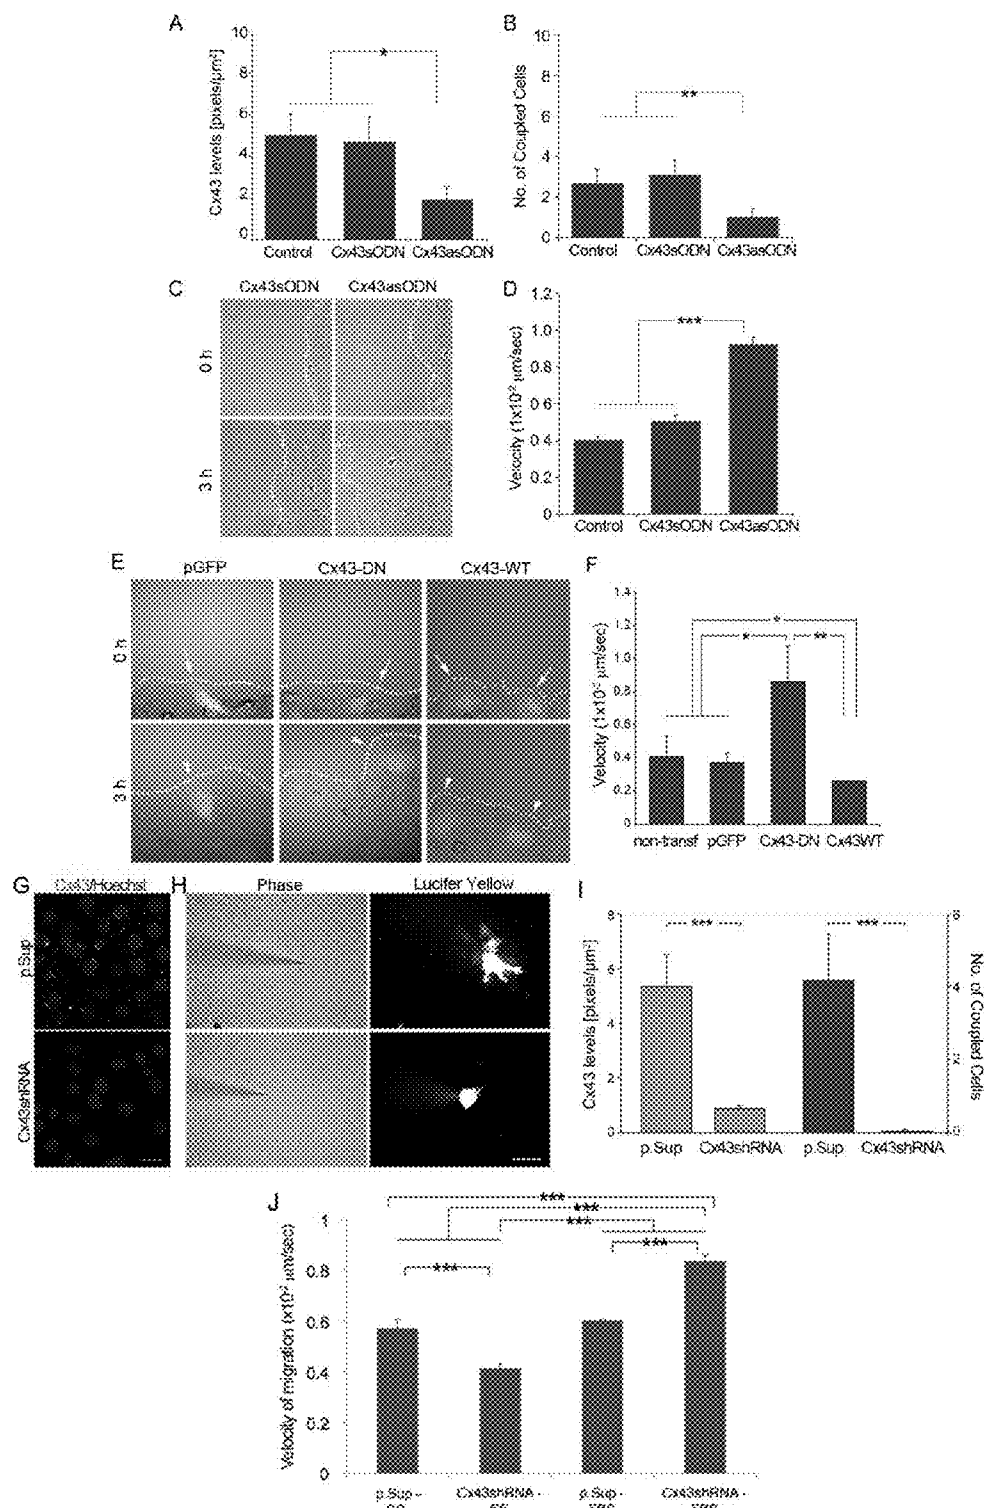 A
Cx43 levels [pixels/μm²]
10
8
6
4
2
0
*
Control Cx43sODN Cx43asODN
B
No. of Coupled Cells
10
8
6
4
2
0
**
Control Cx43sODN Cx43asODN
C
Cx43sODN Cx43asODN
0 h
3 h
D
Velocity (1x10⁻² μm/sec)
1.2
1.0
0.8
0.6
0.4
0.2
0
***
Control Cx43sODN Cx43asODN
E
pGFP Cx43-DN Cx43-WT
0 h
3 h
F
Velocity (1x10⁻² μm/sec)
1.4
1.2
1.0
0.8
0.6
0.4
0.2
0
*
* **
non-transf pGFP Cx43-DN Cx43WT
G
Cx43/Hoechst
p.Sup
Cx43shRNA
H
Phase Lucifer Yellow
I
Cx43 levels [pixels/μm²]
8
6
4
2
0
*** ***
6
4
2
0
No. of Coupled Cells
p.Sup Cx43shRNA p.Sup Cx43shRNA
J
Velocity of migration (x10⁻² μm/sec)
1
0.8
0.6
0.4
0.2
0
***
***
***
***
***
p.Sup - Cx43shRNA - p.Sup - Cx43shRNA -